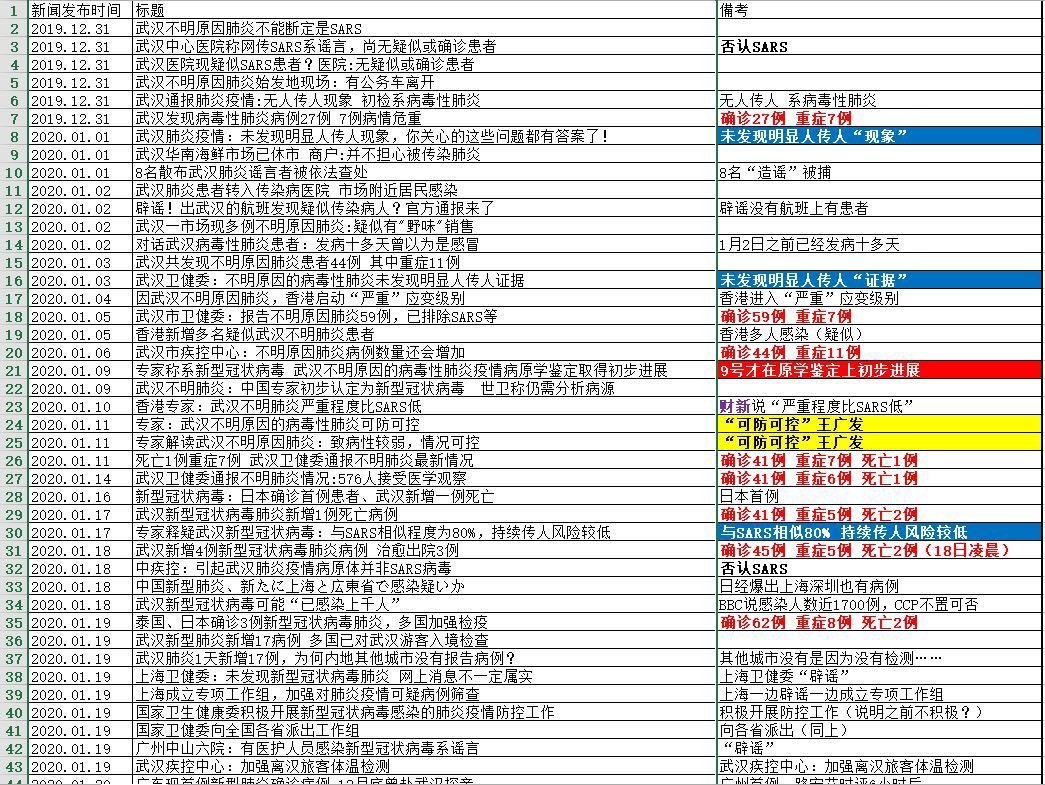 1 新闻发布时间 标题 備考
2 2019.12.31 武汉不明原因肺炎不能断定是SARS
3 2019.12.31 武汉中心医院称网传SARS系谣言，尚无疑似或确诊患者 否认SARS
4 2019.12.31 武汉医院现疑似SARS患者？医院:无疑似或确诊患者
5 2019.12.31 武汉不明原因肺炎始发地现场：有公务车离开
6 2019.12.31 武汉通报肺炎疫情:无人传人现象 初检系病毒性肺炎 无人传人 系病毒性肺炎
7 2019.12.31 武汉发现病毒性肺炎病例27例 7例病情危重 确诊27例 重症7例
8 2020.01.01 武汉肺炎疫情：未发现明显人传人现象，你关心的这些问题都有答案了！ 未发现明显人传人“现象”
9 2020.01.01 武汉华南海鲜市场已休市 商户:并不担心被传染肺炎
10 2020.01.01 8名散布武汉肺炎谣言者被依法查处 8名“造谣”被捕
11 2020.01.02 武汉肺炎患者转入传染病医院 市场附近居民感染
12 2020.01.02 辟谣！出武汉的航班发现疑似传染病人？官方通报来了 辟谣没有航班上有患者
13 2020.01.02 武汉一市场现多例不明原因肺炎:疑似有"野味"销售
14 2020.01.02 对话武汉病毒性肺炎患者：发病十多天曾以为是感冒 1月2日之前已经发病十多天
15 2020.01.03 武汉共发现不明原因肺炎患者44例 其中重症11例
16 2020.01.03 武汉卫健委：不明原因的病毒性肺炎未发现明显人传人证据 未发现明显人传人“证据”
17 2020.01.04 因武汉不明原因肺炎，香港启动“严重”应变级别 香港进入“严重”应变级别
18 2020.01.05 武汉市卫健委：报告不明原因肺炎59例，已排除SARS等 确诊59例 重症7例
19 2020.01.05 香港新增多名疑似武汉不明肺炎患者 香港多人感染（疑似）
20 2020.01.06 武汉市疾控中心：不明原因肺炎病例数量还会增加 确诊44例 重症11例
21 2020.01.09 专家称系新型冠状病毒 武汉不明原因的病毒性肺炎疫情病原学鉴定取得初步进展 9号才在原学鉴定上初步进展
22 2020.01.09 武汉不明肺炎：中国专家初步认定为新型冠状病毒 世卫称仍需分析病源
23 2020.01.10 香港专家：武汉不明肺炎严重程度比SARS低 财新说“严重程度比SARS低”
24 2020.01.11 专家：武汉不明原因的病毒性肺炎可防可控 “可防可控”王广发
25 2020.01.11 专家解读武汉不明原因肺炎：致病性较弱，情况可控 “可防可控”王广发
26 2020.01.11 死亡1例重症7例 武汉卫健委通报不明肺炎最新情况 确诊41例 重症7例 死亡1例
27 2020.01.14 武汉卫健委通报不明肺炎情况:576人接受医学观察 确诊41例 重症6例 死亡1例
28 2020.01.16 新型冠状病毒：日本确诊首例患者、武汉新增一例死亡 日本首例
29 2020.01.17 武汉新型冠状病毒肺炎新增1例死亡病例 确诊41例 重症5例 死亡2例
30 2020.01.17 专家释疑武汉新型冠状病毒：与SARS相似程度为80%，持续传人风险较低 与SARS相似80% 持续传人风险较低
31 2020.01.18 武汉新增4例新型冠状病毒肺炎病例 治愈出院3例 确诊45例 重症5例 死亡2例（18日凌晨）
32 2020.01.18 中疾控：引起武汉肺炎疫情病原体并非SARS病毒 否认SARS
33 2020.01.18 中国新型肺炎、新たに上海と広東省で感染疑いか 日经爆出上海深圳也有病例
34 2020.01.18 武汉新型冠状病毒可能“已感染上千人” BBC说感染人数近1700例，CCP不置可否
35 2020.01.19 泰国、日本确诊3例新型冠状病毒肺炎，多国加强检疫 确诊62例 重症8例 死亡2例
36 2020.01.19 武汉新型肺炎新增17病例 多国已对武汉游客入境检查
37 2020.01.19 武汉肺炎1天新增17例，为何内地其他城市没有报告病例？ 其他城市没有是因为没有检测……
38 2020.01.19 上海卫健委：未发现新型冠状病毒肺炎 网上消息不一定属实 上海卫健委“辟谣”
39 2020.01.19 上海成立专项工作组，加强对肺炎疫情可疑病例筛查 上海一边辟谣一边成立专项工作组
40 2020.01.19 国家卫生健康委积极开展新型冠状病毒感染的肺炎疫情防控工作 积极开展防控工作（说明之前不积极？）
41 2020.01.19 国家卫健委向全国各省派出工作组 向各省派出（同上）
42 2020.01.19 广州中山六院：有医护人员感染新型冠状病毒系谣言 “辟谣”
43 2020.01.19 武汉疾控中心：加强离汉旅客体温检测 武汉疾控中心：加强离汉旅客体温检测